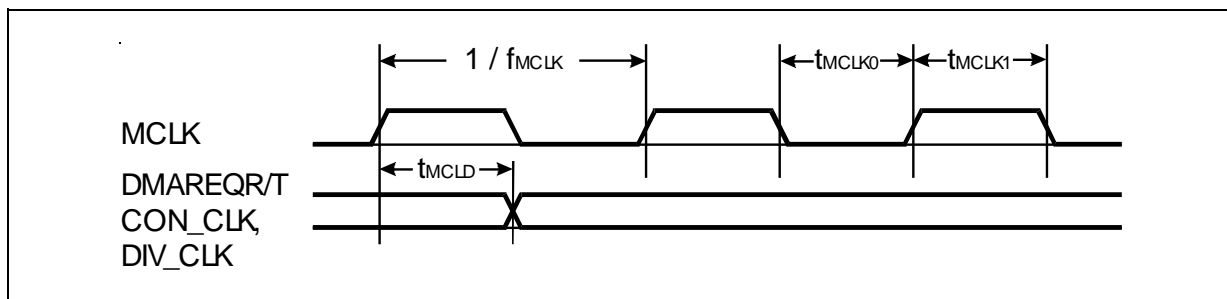 1 / fMCLK
tMCLK0
tMCLK1
MCLK
tMCLD
DMAREQR/T
CON_CLK,
DIV_CLK